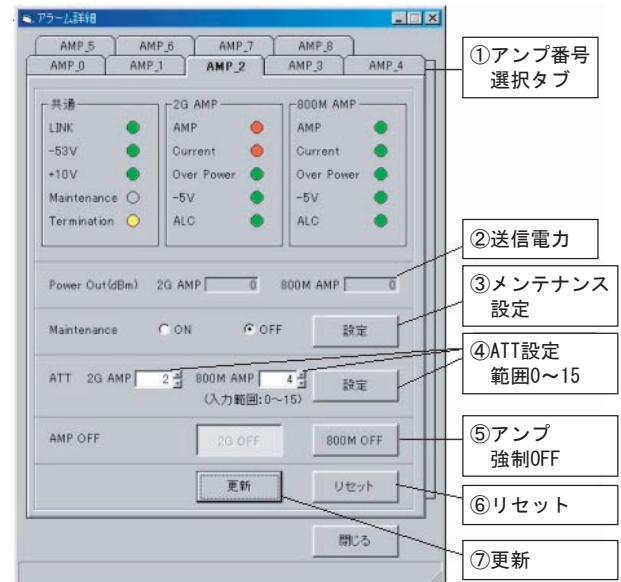 アラーム詳細
AMP_5 AMP_6 AMP_7 AMP_8
AMP_0 AMP_1 AMP_2 AMP_3 AMP_4
共通
LINK
-53V
+10V
Maintenance
Termination
2G AMP
AMP
Current
Over Power
-5V
ALC
800M AMP
AMP
Current
Over Power
-5V
ALC
Power Out(dBm) 2G AMP 0 800M AMP 0
Maintenance ON OFF 設定
ATT 2G AMP 2 800M AMP 4 設定
(入力範囲:0~15)
AMP OFF 2G OFF 800M OFF
更新 リセット
閉じる
①アンプ番号
選択タブ
②送信電力
③メンテナンス
設定
④ATT設定
範囲0～15
⑤アンプ
強制OFF
⑥リセット
⑦更新